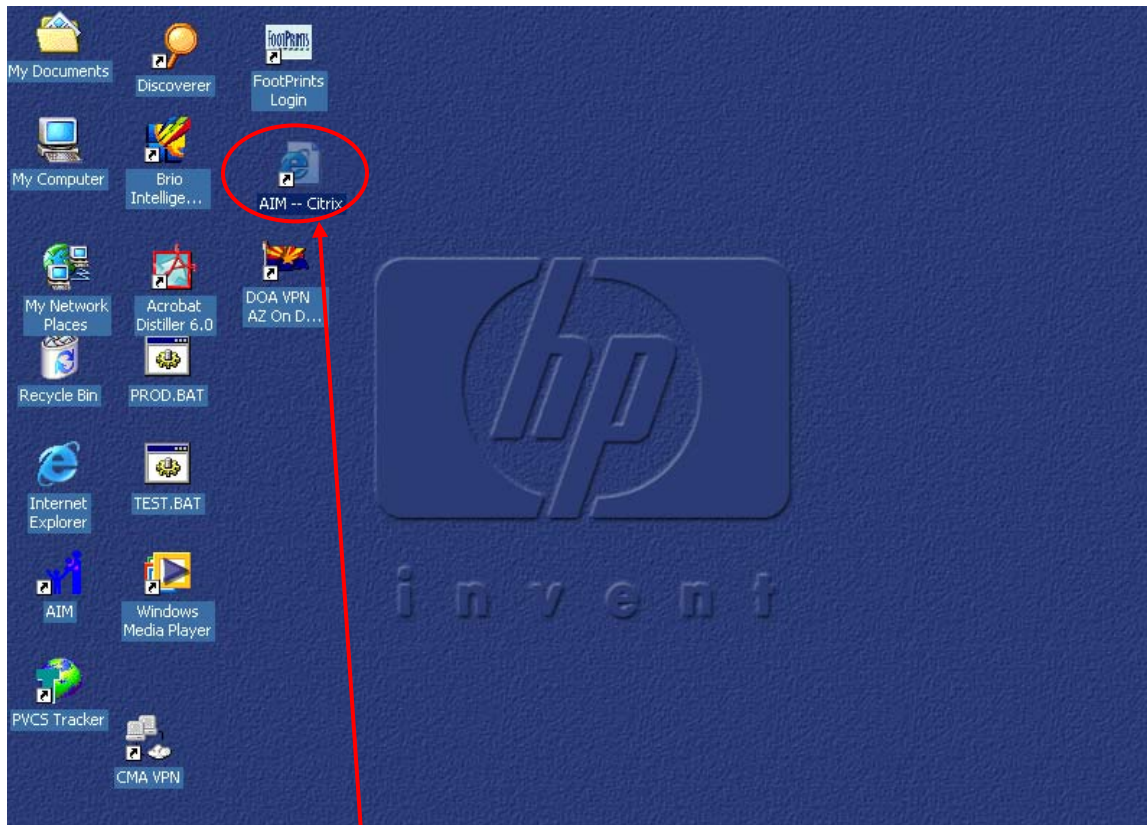 My Documents
Discoverer
FOOTPRINTS
FootPrints
Login
My Computer
Brio
Intellige...
AIM -- Citrix
My Network
Places
Acrobat
Distiller 6.0
DOA VPN
AZ On D...
Recycle Bin
PROD.BAT
Internet
Explorer
TEST.BAT
AIM
Windows
Media Player
PVCS Tracker
CMA VPN
hp
invent